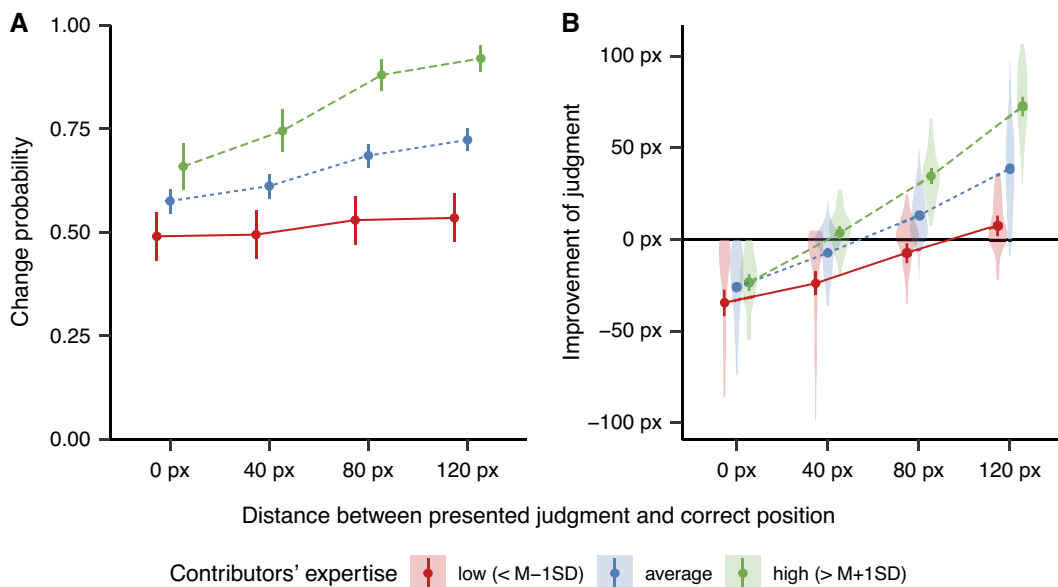 A
Change probability
1.00
0.75
0.50
0.25
0.00
0 px
40 px
80 px
120 px
B
Improvement of judgment
100 px
50 px
0 px
−50 px
−100 px
0 px
40 px
80 px
120 px
Distance between presented judgment and correct position
Contributors' expertise
low (< M−1SD)
average
high (> M+1SD)